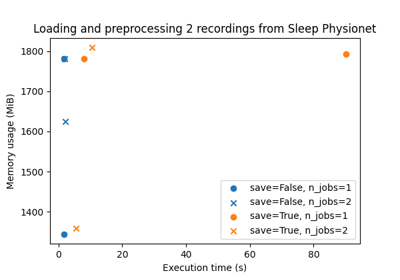 Loading and preprocessing 2 recordings from Sleep Physionet
1800
1700
1600
1500
1400
Memory usage (MiB)
save=False, n_jobs=1
save=False, n_jobs=2
save=True, n_jobs=1
save=True, n_jobs=2
0 20 40 60 80
Execution time (s)